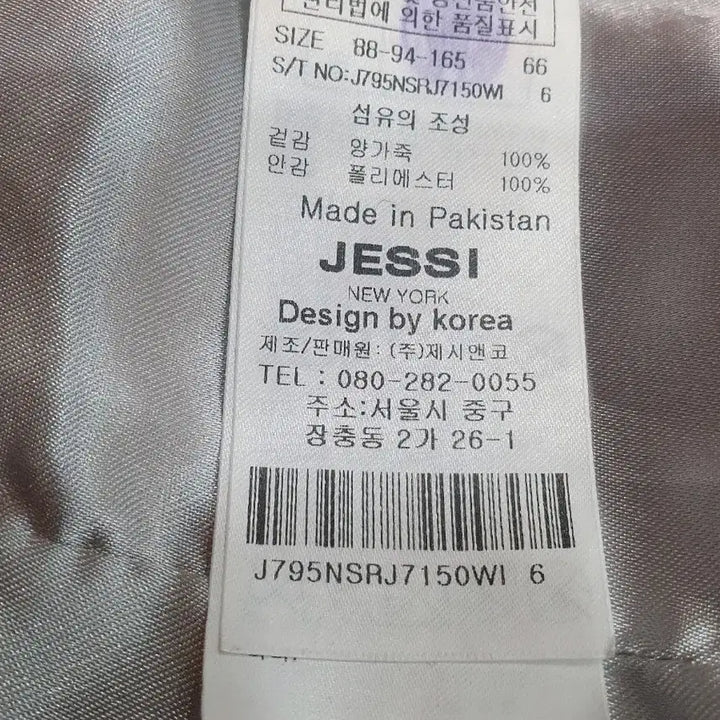 관리법에 의한 품질표시
SIZE 88-94-165 66
S/T NO:J795NSRJ7150WI 6
섬유의 조성
겉감 양가죽 100%
안감 폴리에스터 100%
Made in Pakistan
JESSI
NEW YORK
Design by korea
제조/판매원: (주)제시앤코
TEL : 080-282-0055
주소:서울시 중구
장충동 2가 26-1
J795NSRJ7150WI 6